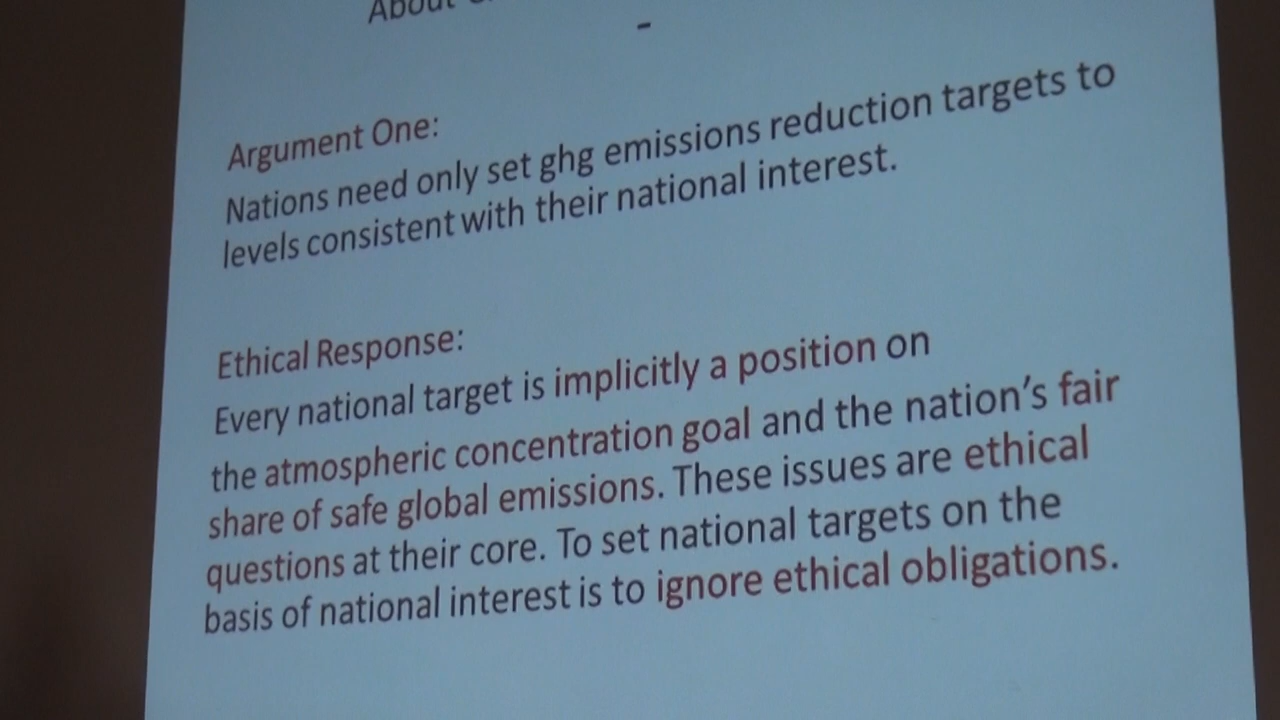 About
-
Argument One:
Nations need only set ghg emissions reduction targets to
levels consistent with their national interest.
Ethical Response:
Every national target is implicitly a position on
the atmospheric concentration goal and the nation's fair
share of safe global emissions. These issues are ethical
questions at their core. To set national targets on the
basis of national interest is to ignore ethical obligations.